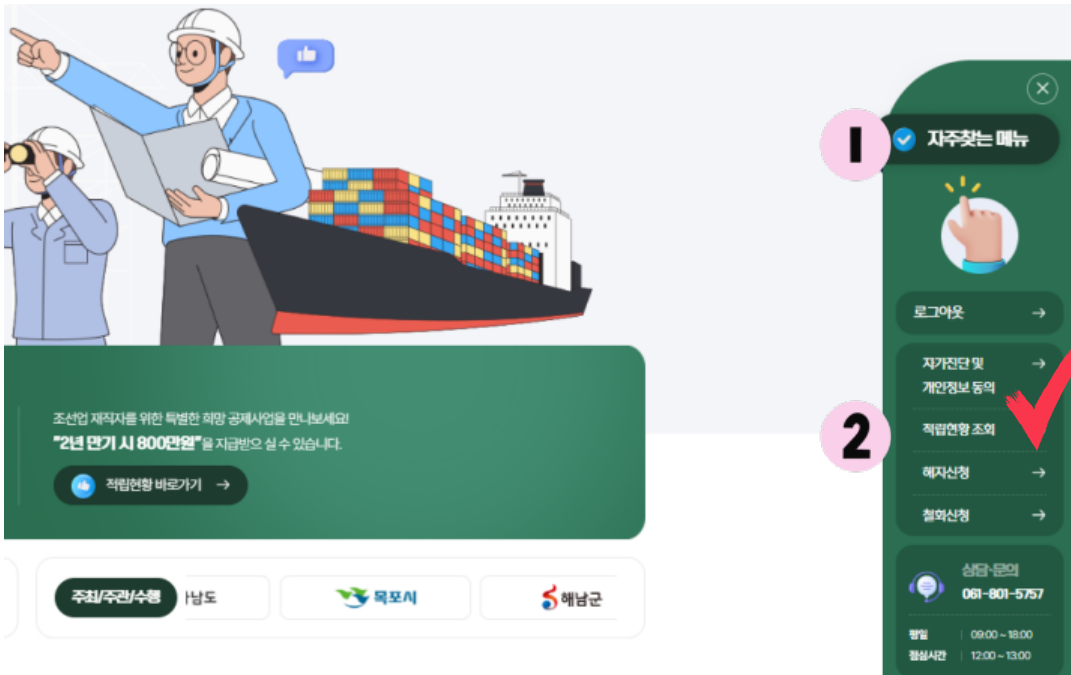 1
자주찾는 메뉴
로그아웃
자가진단 및
개인정보 동의
2
적립현황 조회
해지신청
철회신청
상담·문의
061-801-5757
평일 09:00 ~ 18:00
점심시간 12:00 ~ 13:00
조선업 재직자를 위한 특별한 희망 공제사업을 만나보세요!
"2년 만기 시 800만원"을 지급받으 실 수 있습니다.
적립현황 바로가기
주최/주관/수행
남도
목포시
해남군